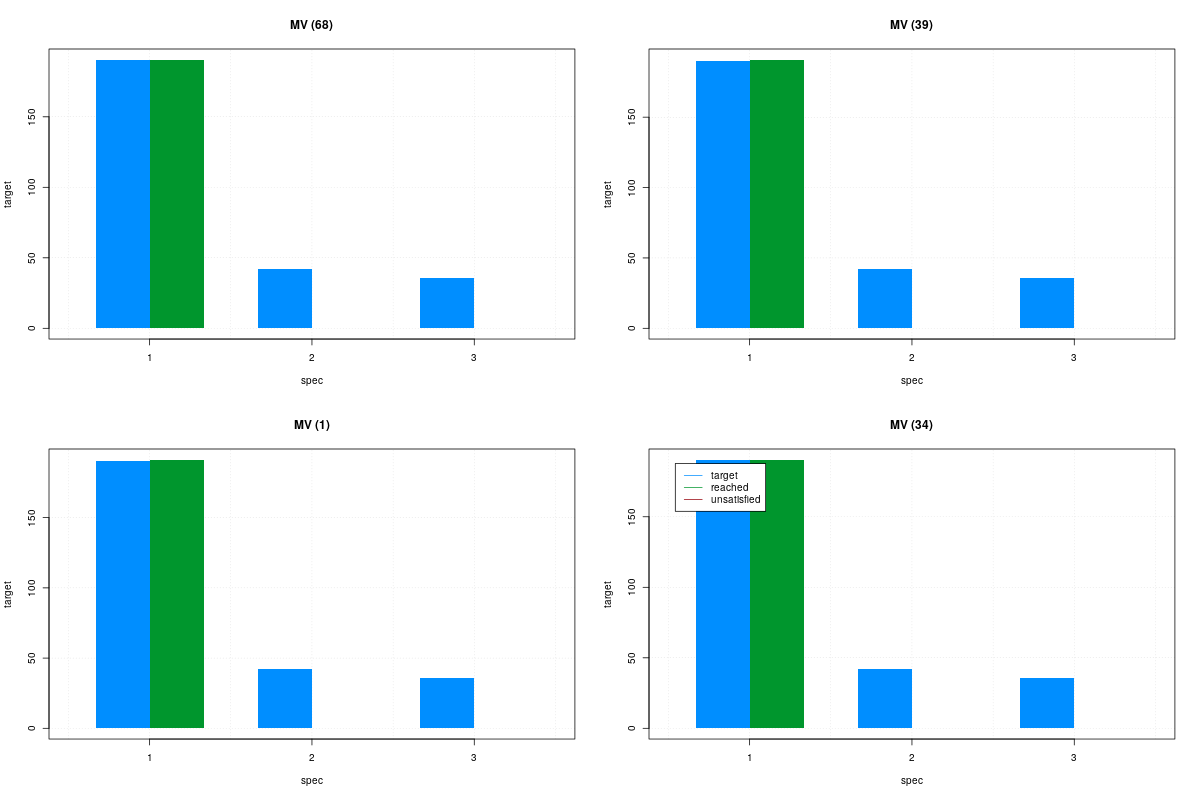 MV (68)
target
150
100
50
0
1 2 3
spec
MV (39)
target
150
100
50
0
1 2 3
spec
MV (1)
target
150
100
50
0
1 2 3
spec
MV (34)
target
150
100
50
0
target
reached
unsatisfied
1 2 3
spec